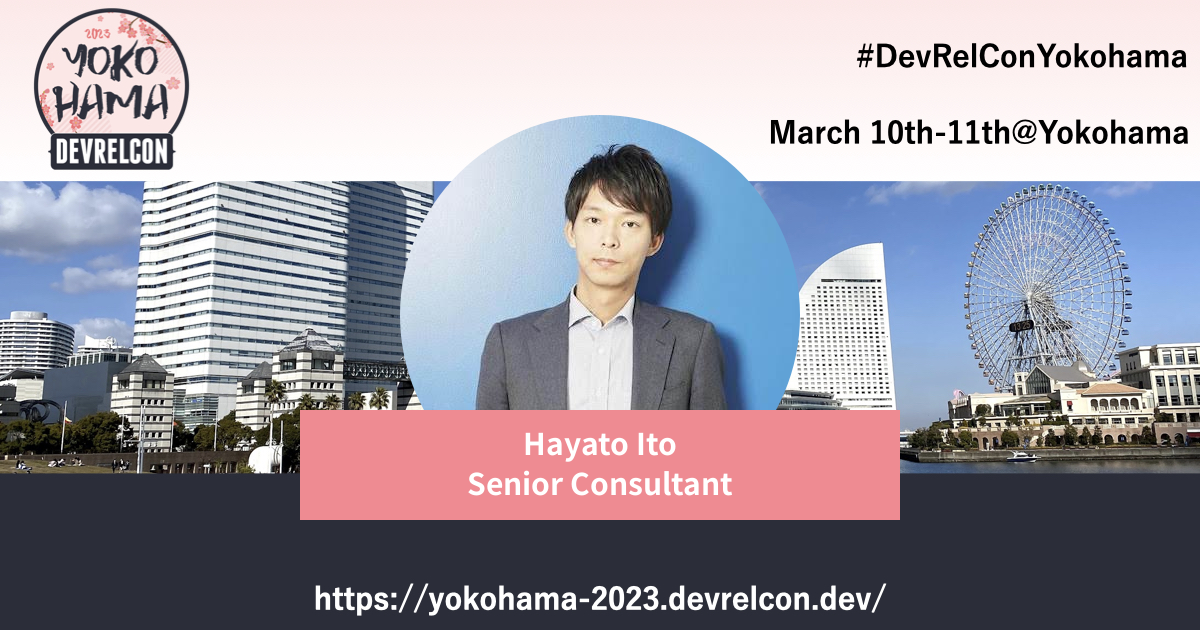 2023
YOKO
HAMA
DEVRELCON
#DevRelConYokohama
March 10th-11th@Yokohama
Hayato Ito
Senior Consultant
https://yokohama-2023.devrelcon.dev/